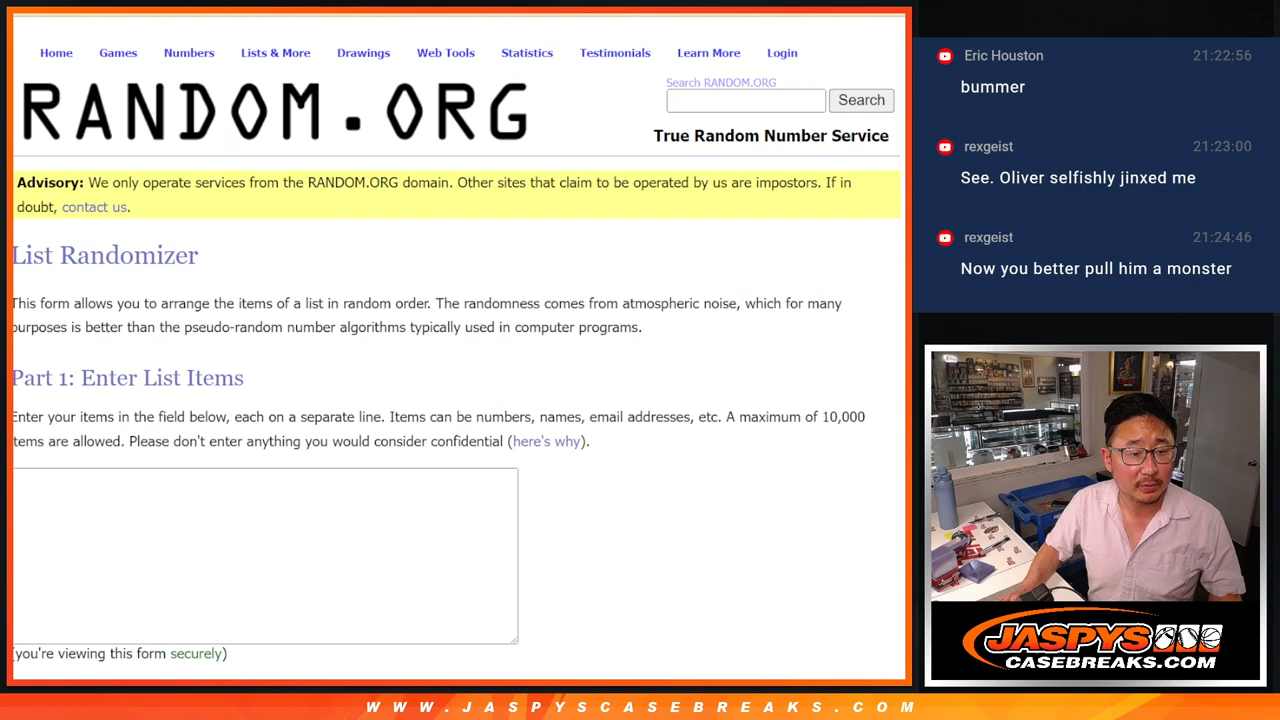 Home Games Numbers Lists & More Drawings Web Tools Statistics Testimonials Learn More Login
RANDOM.ORG
Search RANDOM.ORG
Search
True Random Number Service
Advisory: We only operate services from the RANDOM.ORG domain. Other sites that claim to be operated by us are impostors. If in
doubt, contact us.
List Randomizer
This form allows you to arrange the items of a list in random order. The randomness comes from atmospheric noise, which for many
purposes is better than the pseudo-random number algorithms typically used in computer programs.
Part 1: Enter List Items
Enter your items in the field below, each on a separate line. Items can be numbers, names, email addresses, etc. A maximum of 10,000
items are allowed. Please don't enter anything you would consider confidential (here's why).
(you're viewing this form securely)
Eric Houston 21:22:56
bummer
rexgeist 21:23:00
See. Oliver selfishly jinxed me
rexgeist 21:24:46
Now you better pull him a monster
JASPYS
CASEBREAKS.COM
WWW.JASPYSCASEBREAKS.COM